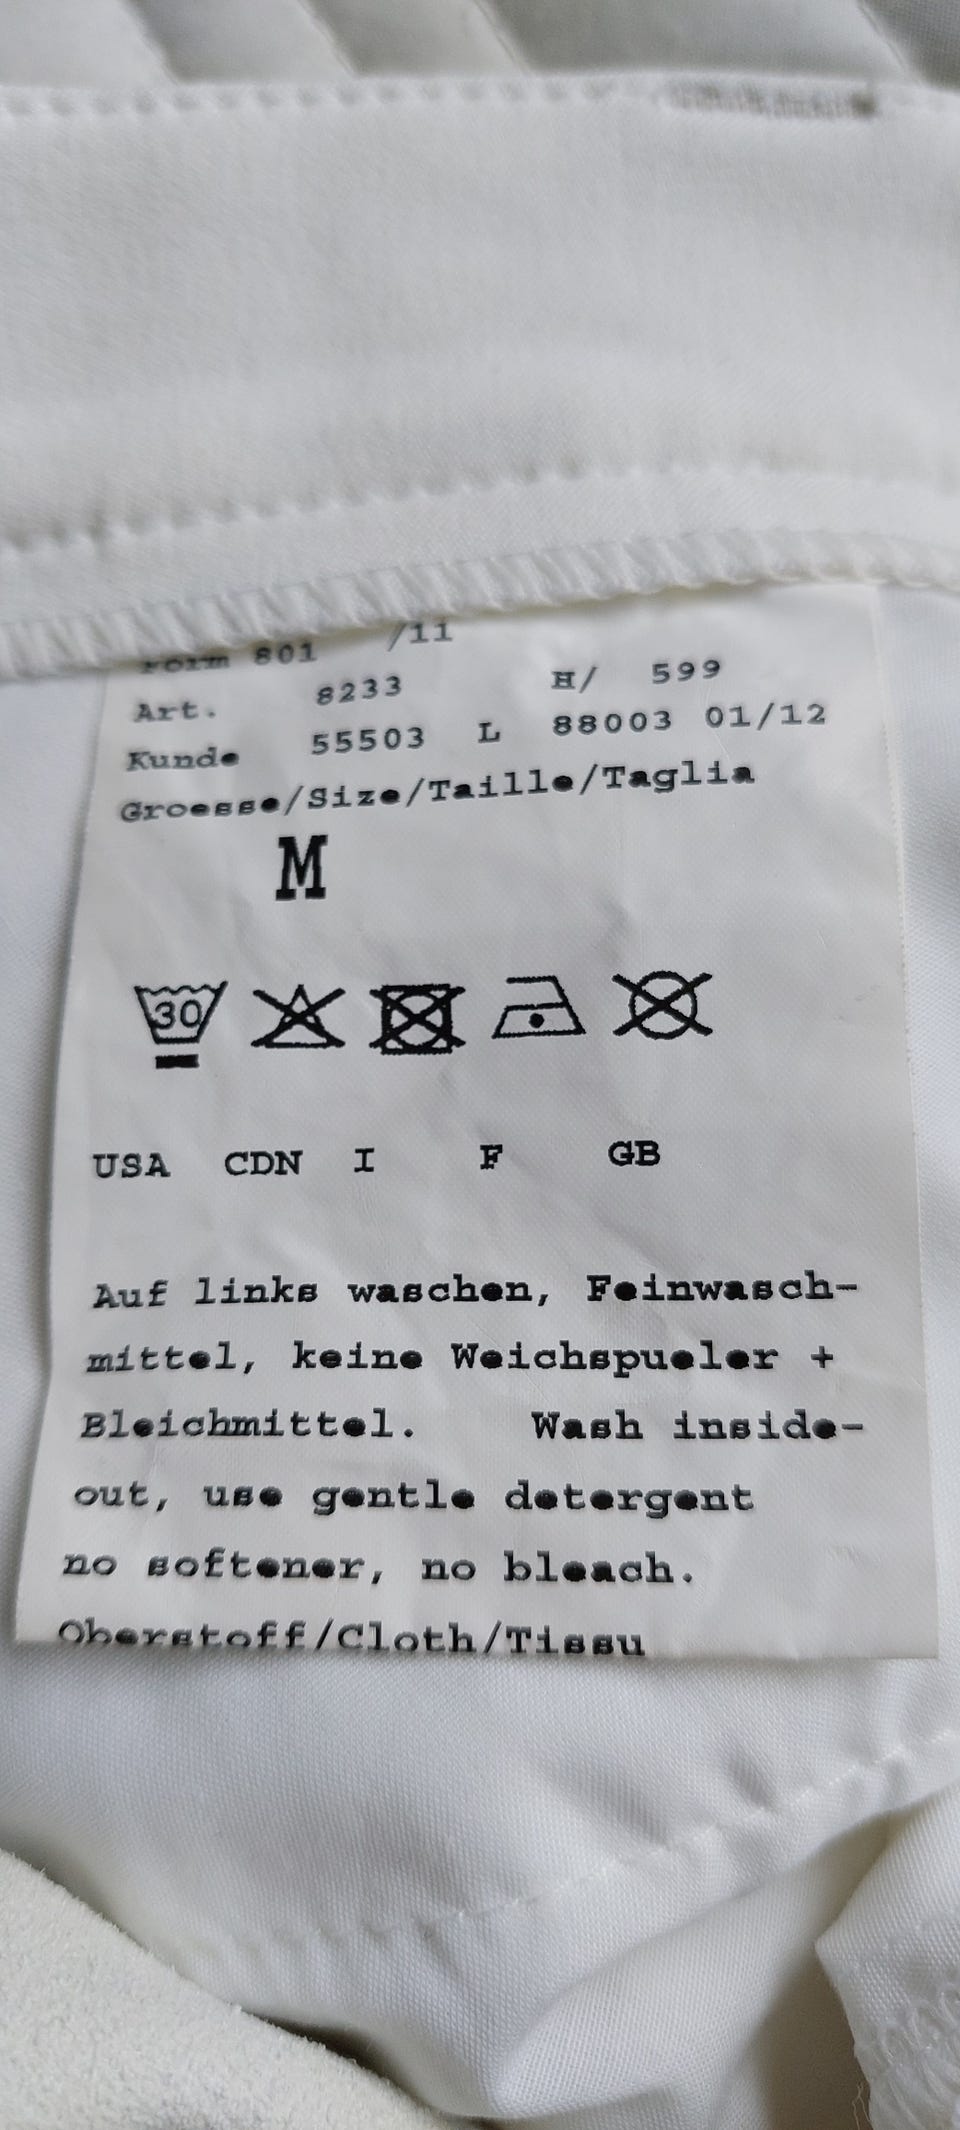 Form 801 /11
Art. 8233 H/ 599
Kunde 55503 L 88003 01/12
Groesse/Size/Taille/Taglia
M
30
USA CDN I F GB
Auf links waschen, Feinwasch-
mittel, keine Weichspueler +
Bleichmittel. Wash inside-
out, use gentle detergent
no softener, no bleach.
Oberstoff/Cloth/Tissu